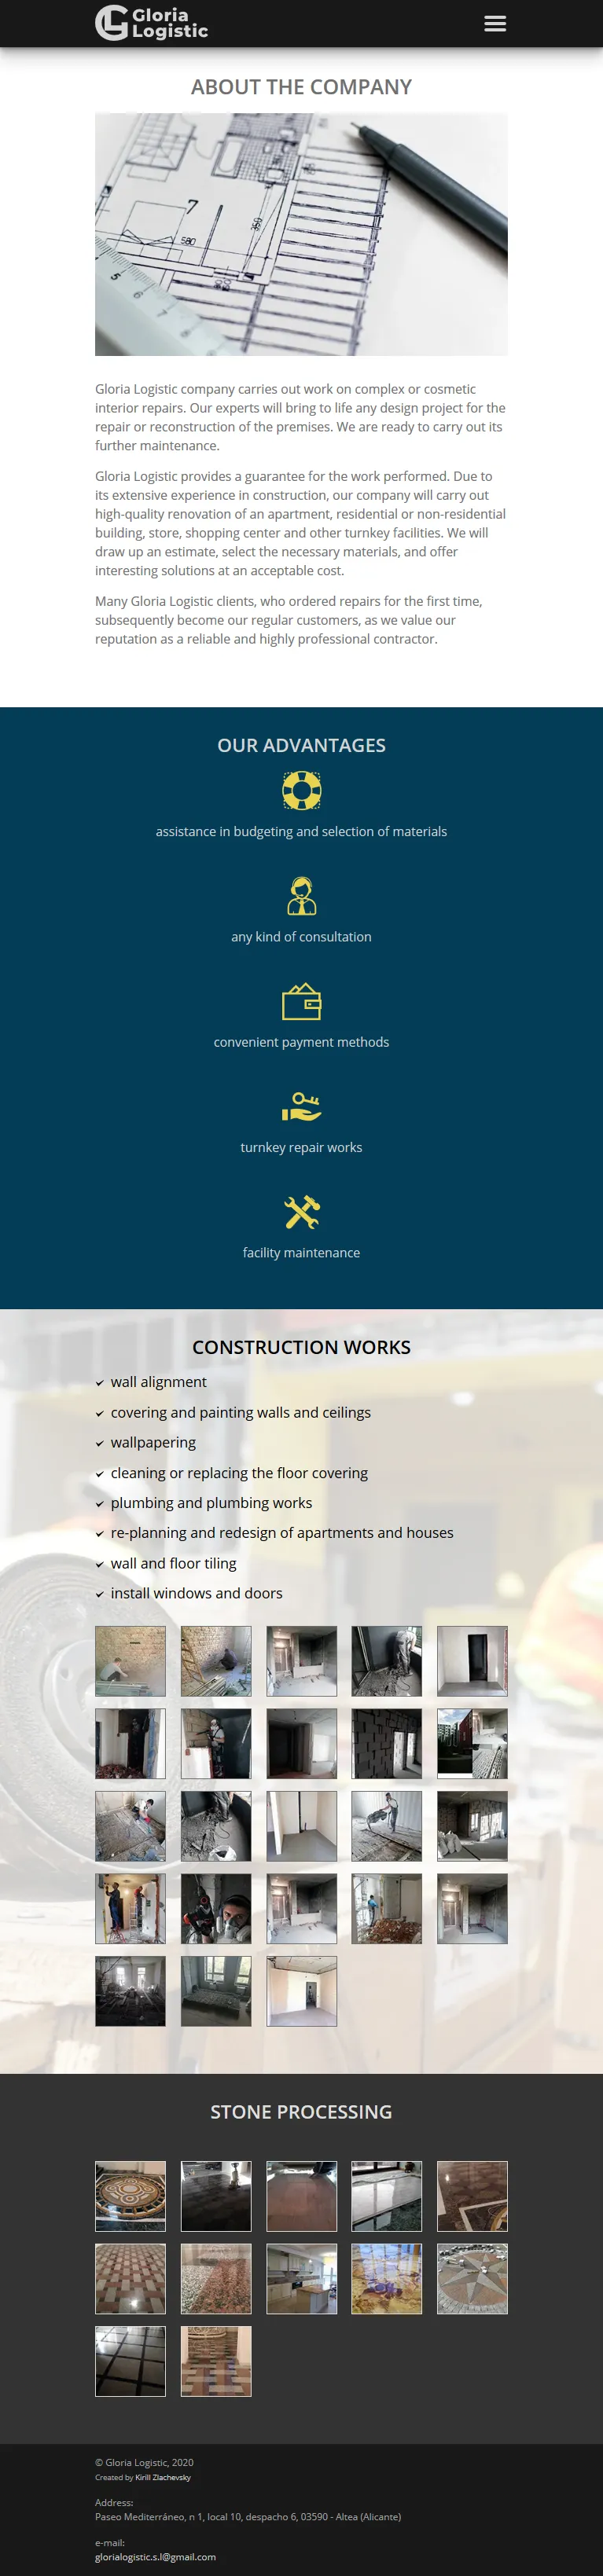 Gloria
Logistic
ABOUT THE COMPANY
7
580
350
5
6
7
8
Gloria Logistic company carries out work on complex or cosmetic
interior repairs. Our experts will bring to life any design project for the
repair or reconstruction of the premises. We are ready to carry out its
further maintenance.
Gloria Logistic provides a guarantee for the work performed. Due to
its extensive experience in construction, our company will carry out
high-quality renovation of an apartment, residential or non-residential
building, store, shopping center and other turnkey facilities. We will
draw up an estimate, select the necessary materials, and offer
interesting solutions at an acceptable cost.
Many Gloria Logistic clients, who ordered repairs for the first time,
subsequently become our regular customers, as we value our
reputation as a reliable and highly professional contractor.
OUR ADVANTAGES
assistance in budgeting and selection of materials
any kind of consultation
convenient payment methods
turnkey repair works
facility maintenance
CONSTRUCTION WORKS
wall alignment
covering and painting walls and ceilings
wallpapering
cleaning or replacing the floor covering
plumbing and plumbing works
re-planning and redesign of apartments and houses
wall and floor tiling
install windows and doors
STONE PROCESSING
© Gloria Logistic, 2020
Created by Kirill Zlachevsky
Address:
Paseo Mediterráneo, n 1, local 10, despacho 6, 03590 - Altea (Alicante)
e-mail:
glorialogistic.s.l@gmail.com